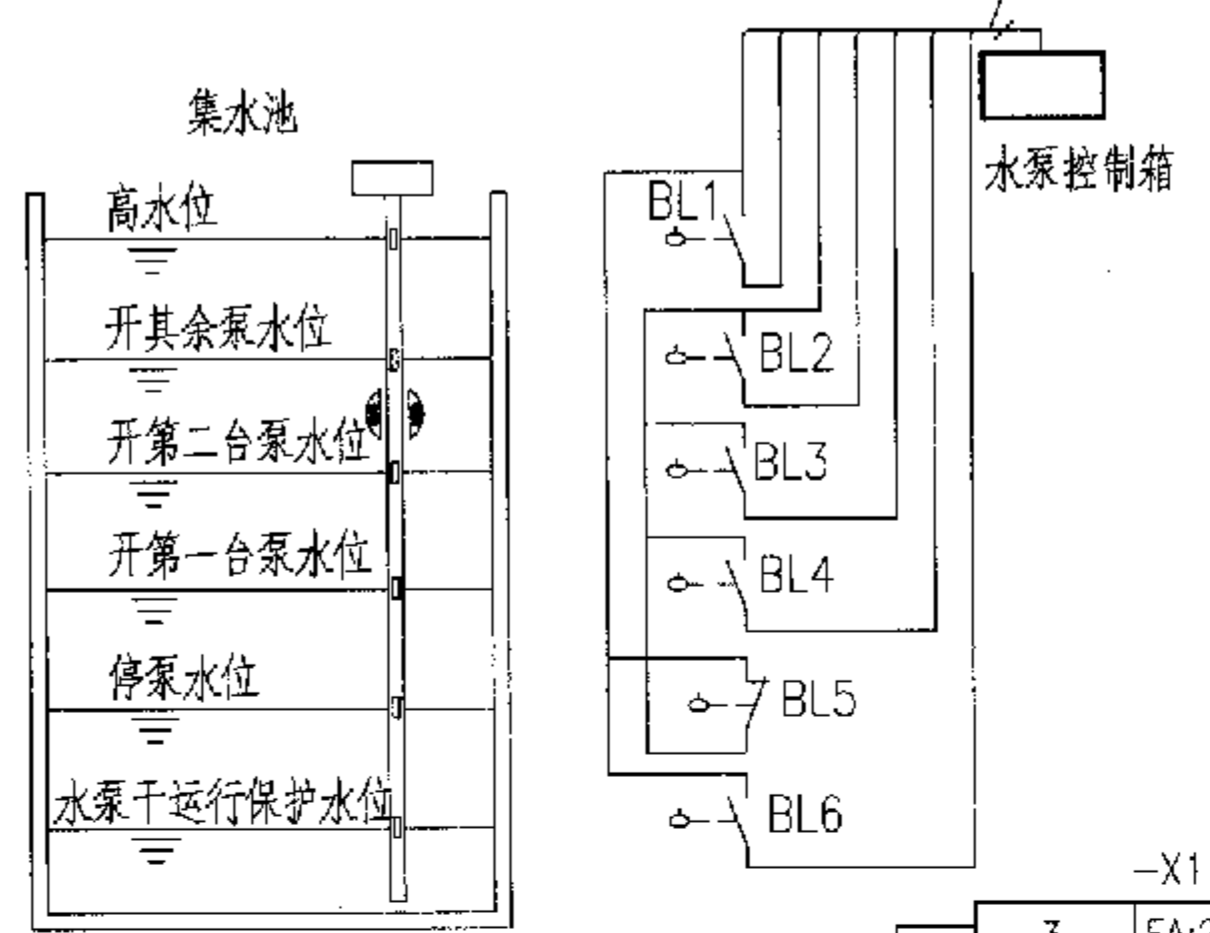 集水池
高水位
开其余泵水位
开第二台泵水位
开第一台泵水位
停泵水位
水泵干运行保护水位
水泵控制箱
BL1
BL2
BL3
BL4
BL5
BL6
-X1